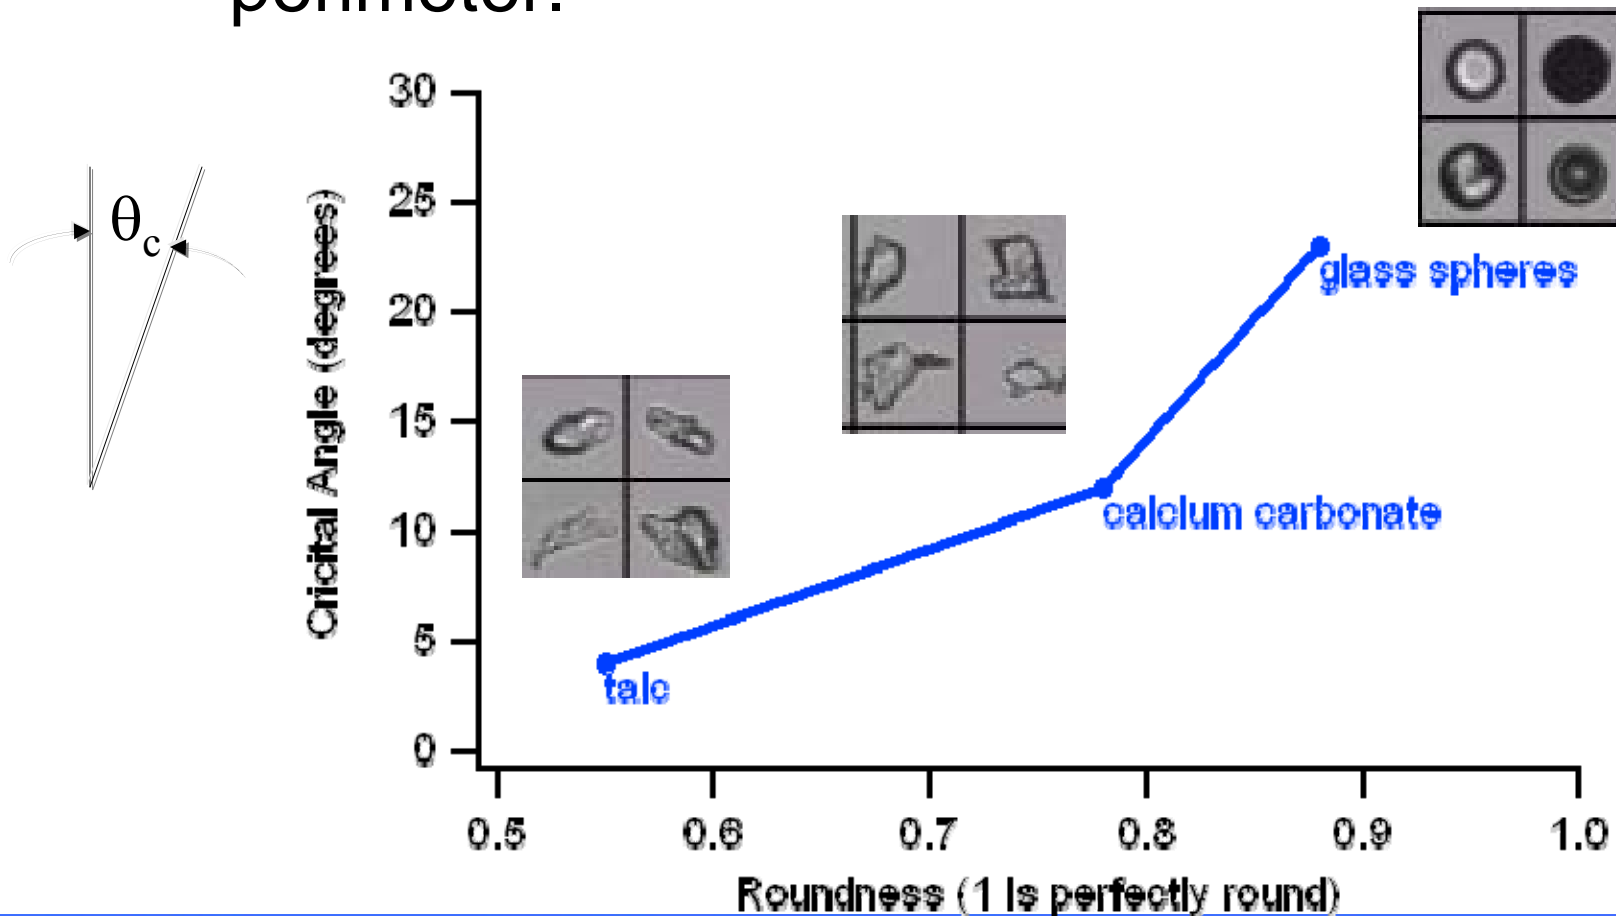 perimeter.
30
25
20
15
10
5
0
θc
Cricital Angle (degrees)
glass spheres
calcium carbonate
talc
0.5 0.6 0.7 0.8 0.9 1.0
Roundness (1 is perfectly round)